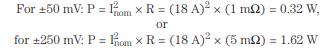 For ±50 mV: P = I²nom × R = (18 A)² × (1 mΩ) = 0.32 W,
or
for ±250 mV: P = I²nom × R = (18 A)² × (5 mΩ) = 1.62 W